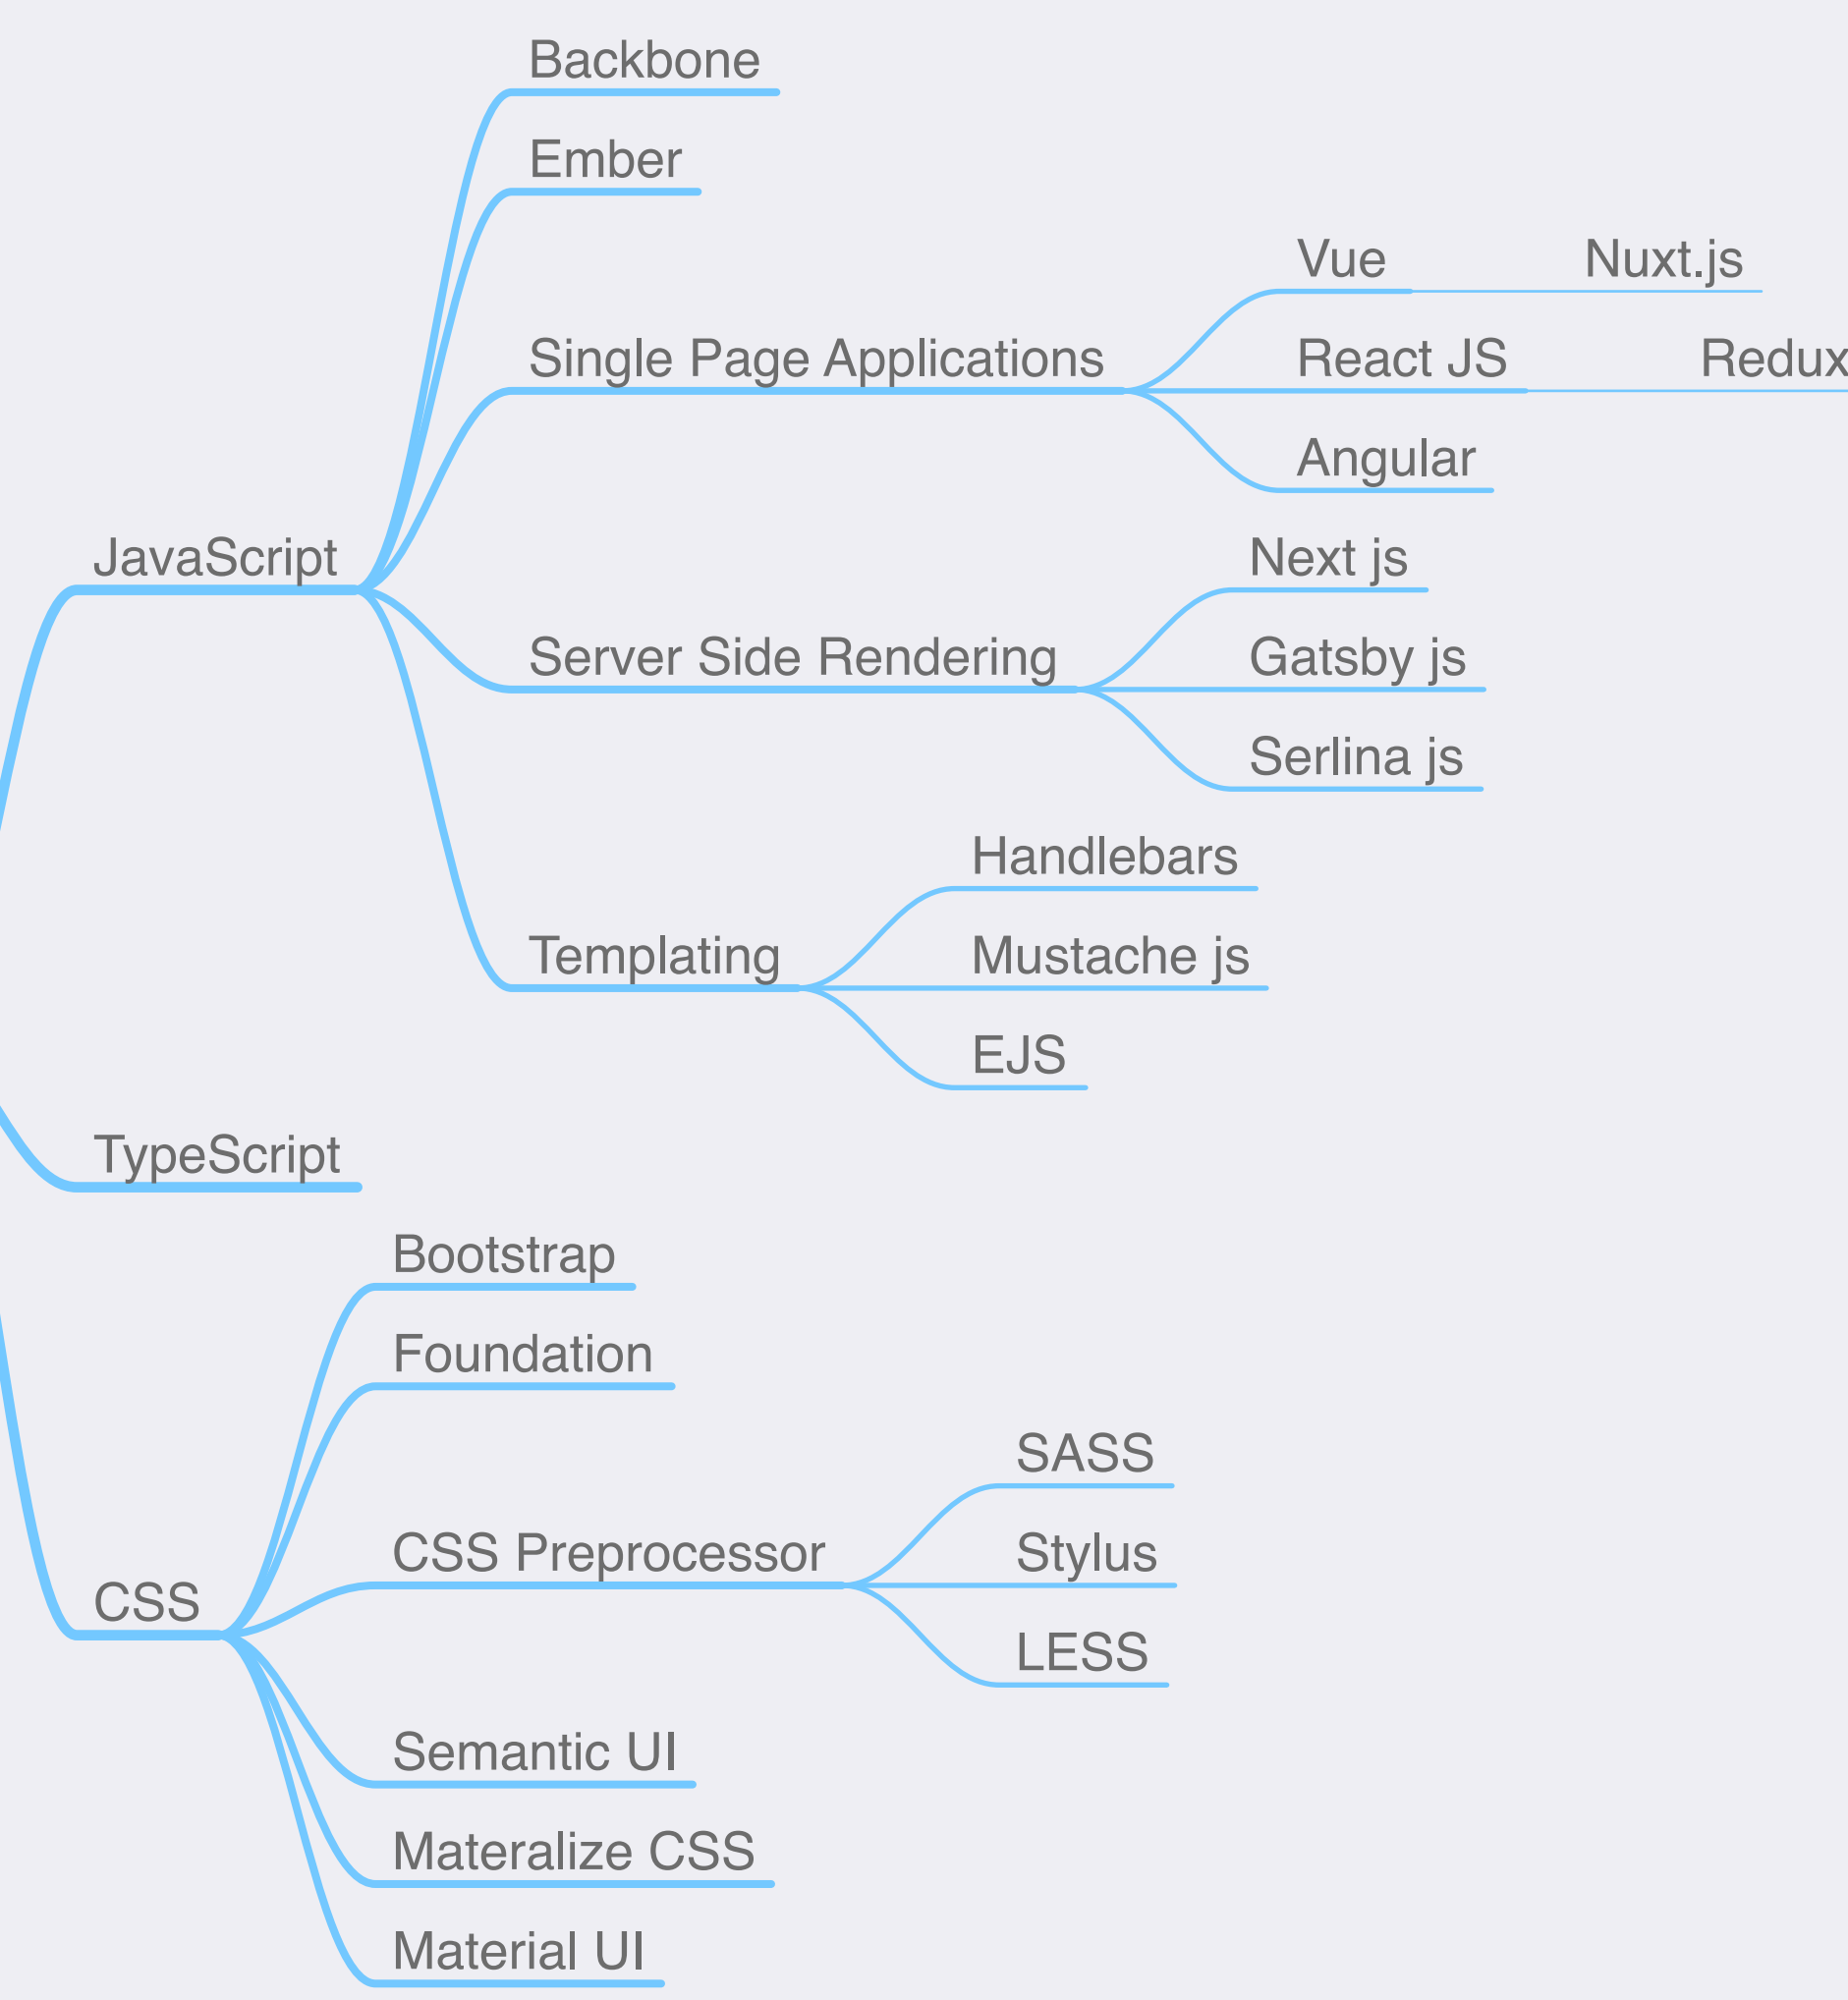 Backbone
Ember
Vue Nuxt.js
Single Page Applications React JS Redux
Angular
JavaScript Next js
Server Side Rendering Gatsby js
Serlina js
Handlebars
Templating Mustache js
EJS
TypeScript
Bootstrap
Foundation
SASS
CSS Preprocessor Stylus
CSS
LESS
Semantic UI
Materalize CSS
Material UI